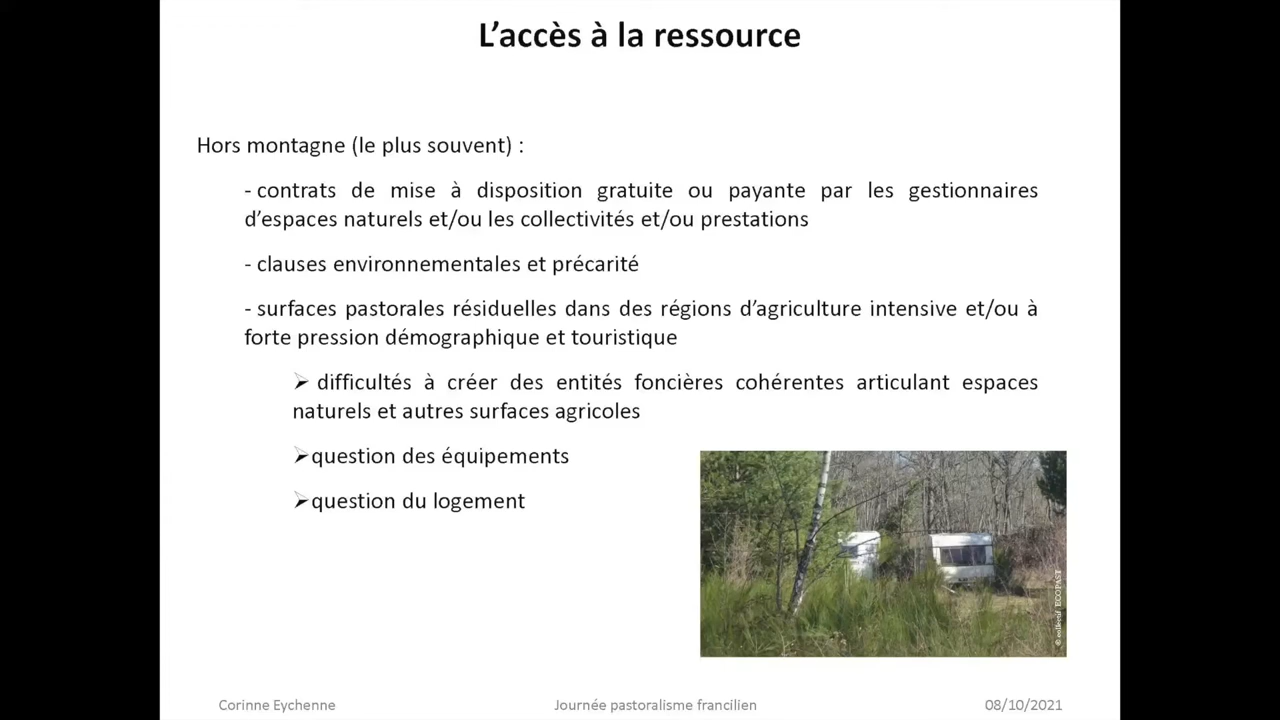 L’accès à la ressource
Hors montagne (le plus souvent) :
- contrats de mise à disposition gratuite ou payante par les gestionnaires
d’espaces naturels et/ou les collectivités et/ou prestations
- clauses environnementales et précarité
- surfaces pastorales résiduelles dans des régions d’agriculture intensive et/ou à
forte pression démographique et touristique
➢ difficultés à créer des entités foncières cohérentes articulant espaces
naturels et autres surfaces agricoles
➢question des équipements
➢question du logement
© collectif ECOPAST
Corinne Eychenne
Journée pastoralisme francilien
08/10/2021